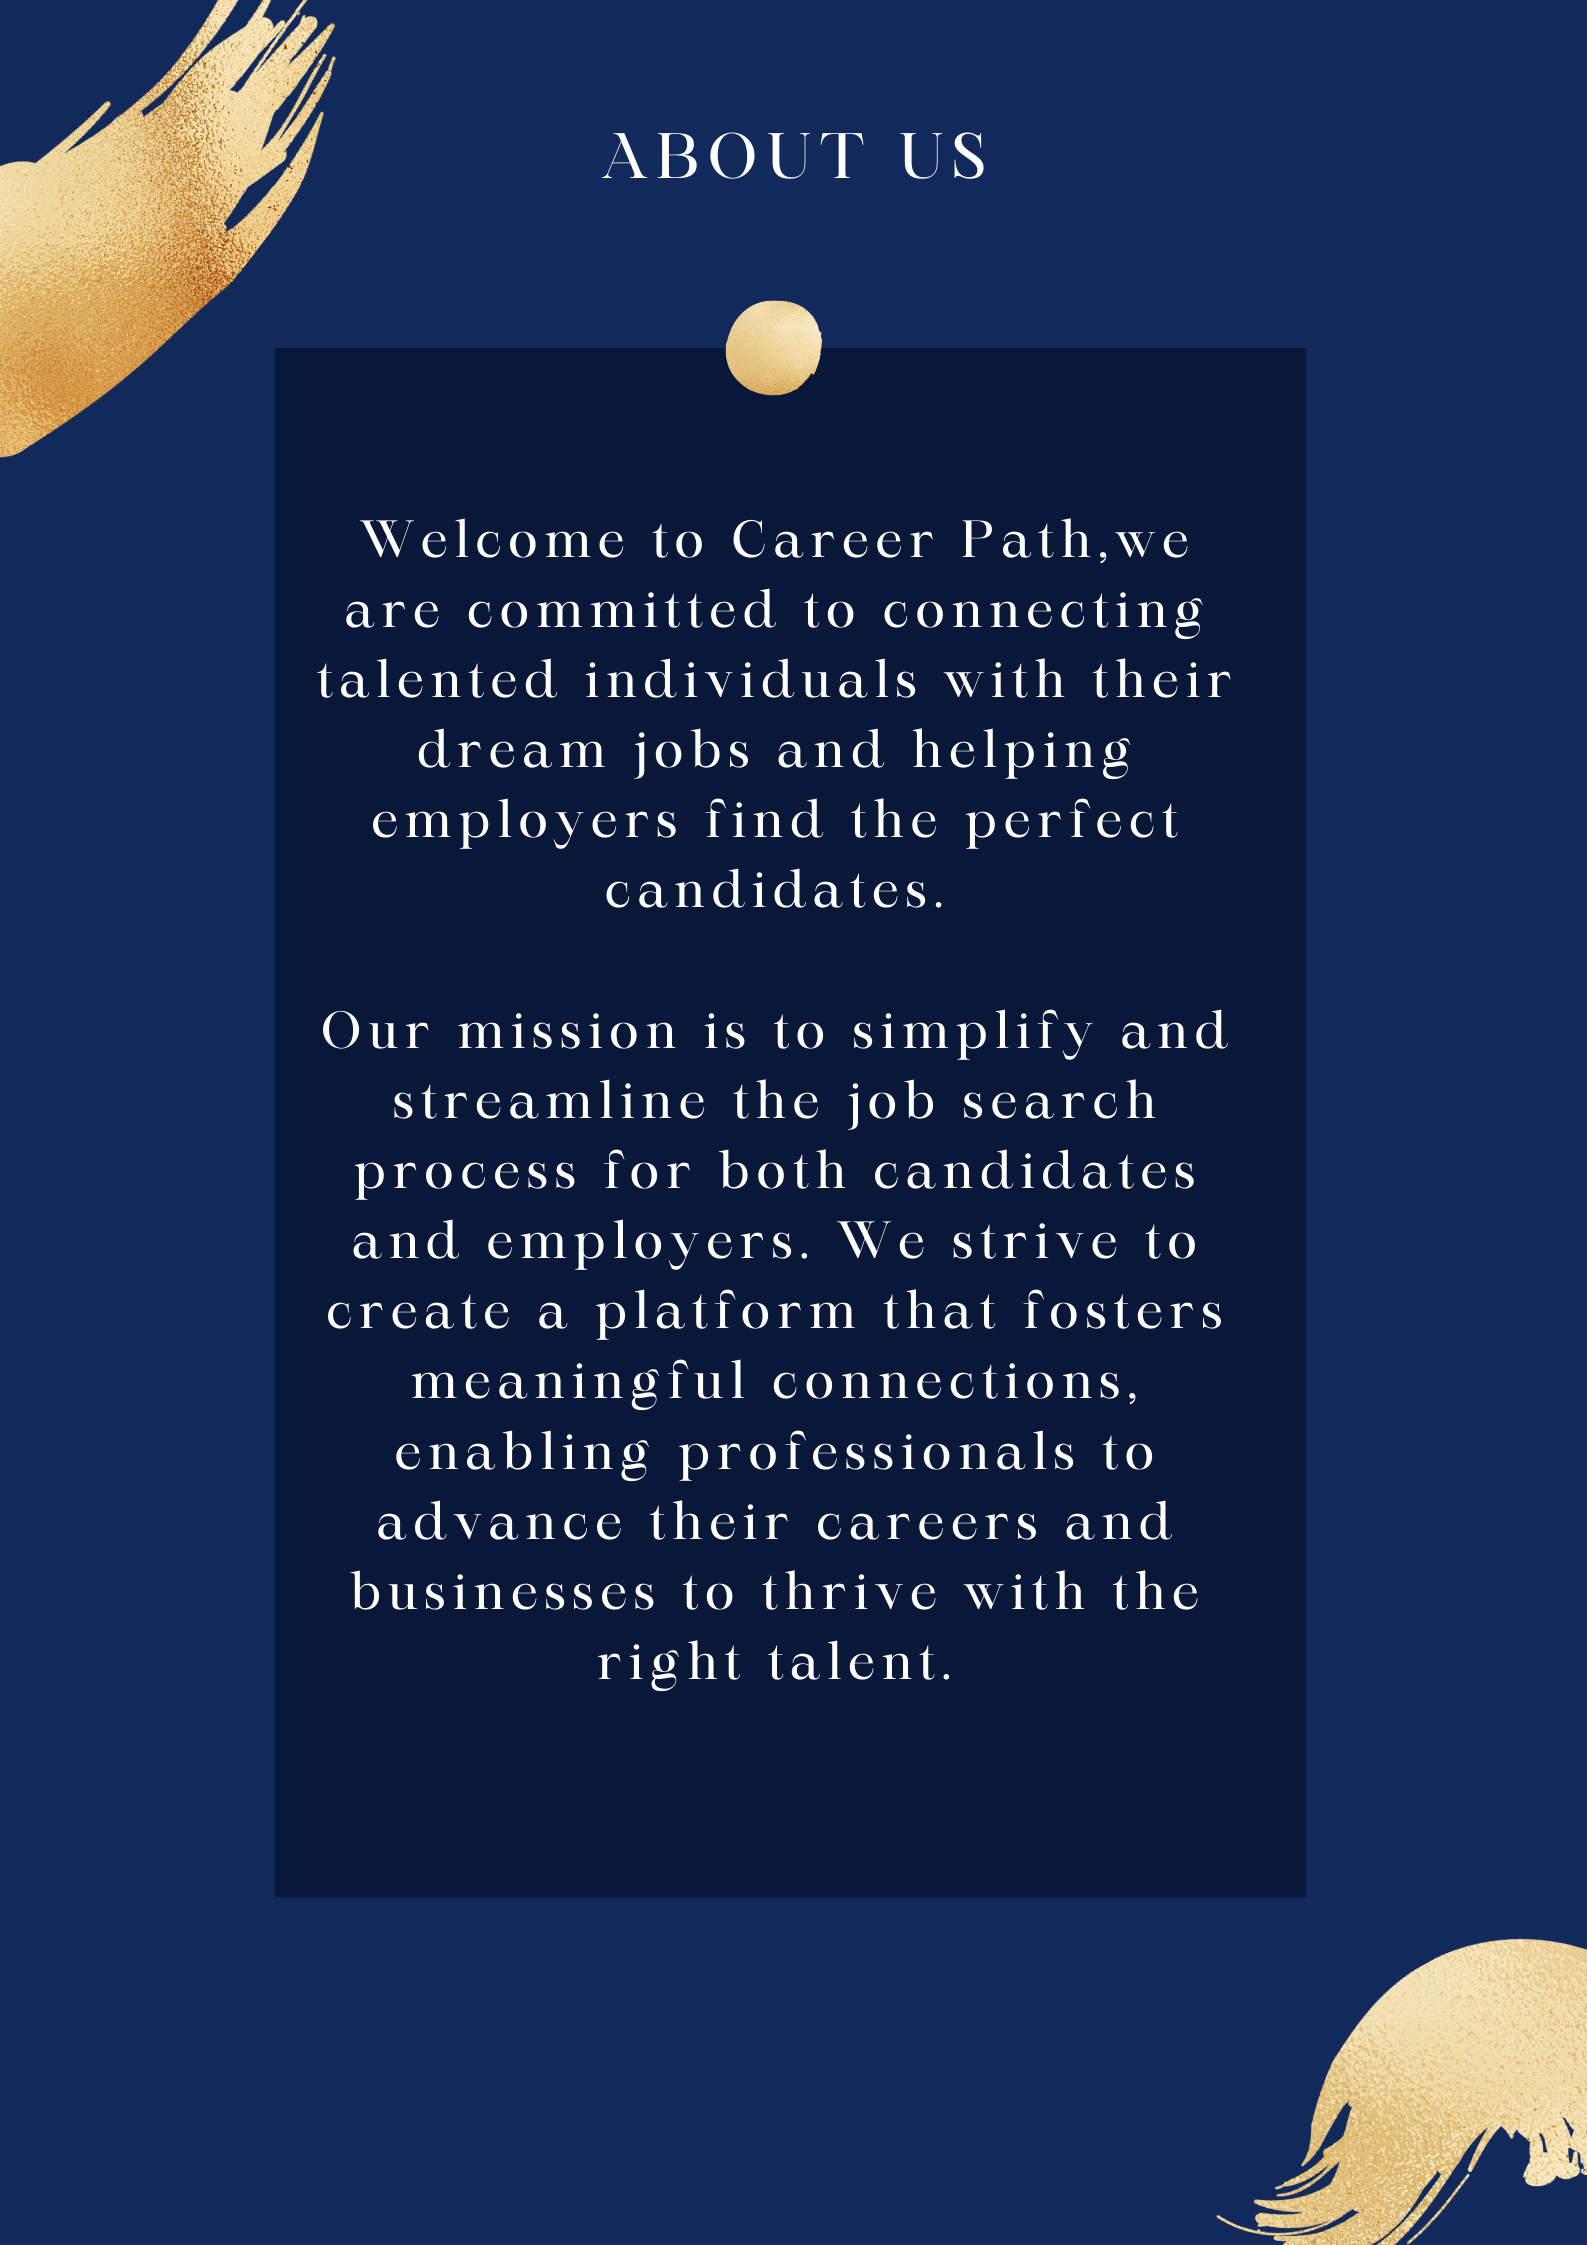 ABOUT US
Welcome to Career Path,we
are committed to connecting
talented individuals with their
dream jobs and helping
employers find the perfect
candidates.
Our mission is to simplify and
streamline the job search
process for both candidates
and employers. We strive to
create a platform that fosters
meaningful connections,
enabling professionals to
advance their careers and
businesses to thrive with the
right talent.